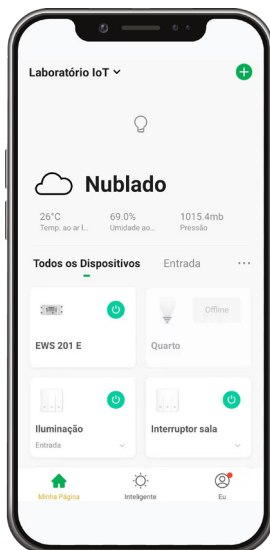 Laboratório IoT
Nublado
26°C 69.0% 1015.4mb
Temp. ao ar l... Umidade ao... Pressão
Todos os Dispositivos Entrada ...
Offline
EWS 201 E Quarto
Iluminação Interruptor sala
Entrada
Minha Página Inteligente Eu